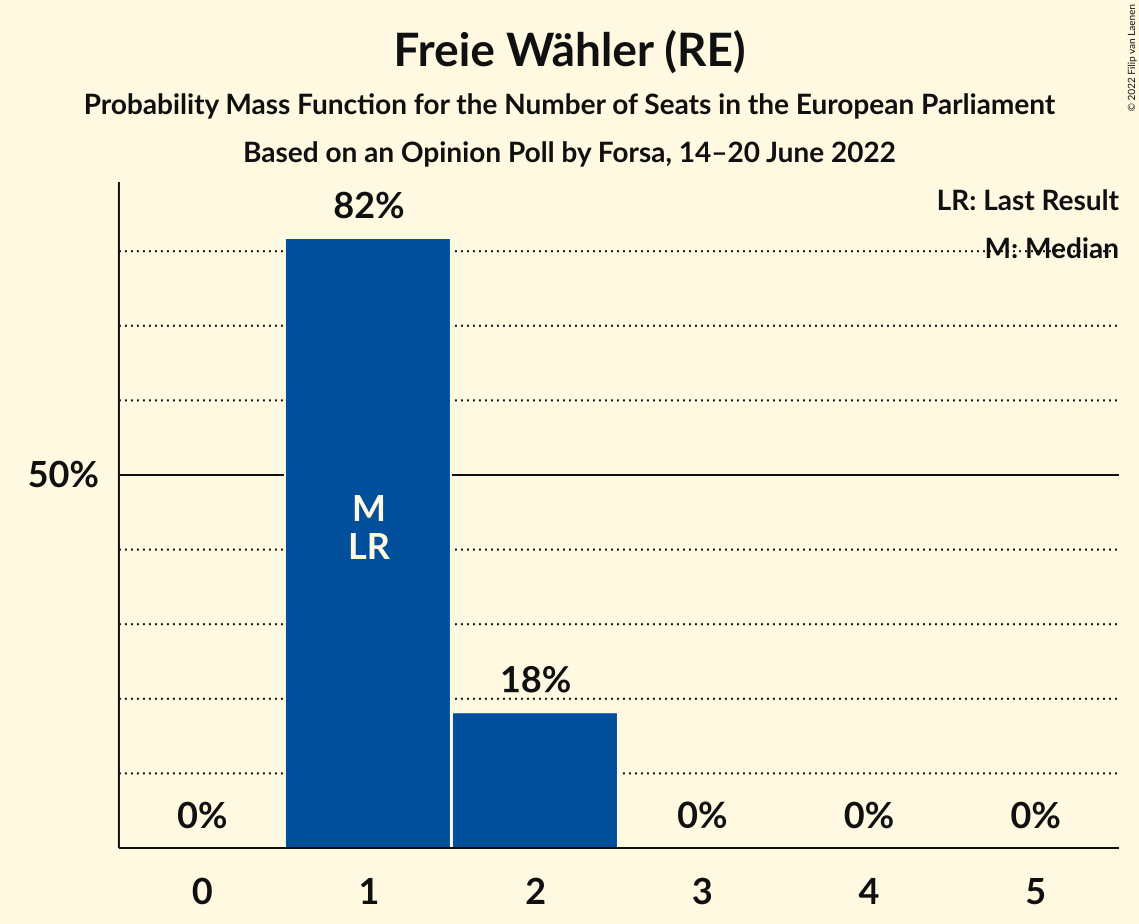 Freie Wähler (RE)
Probability Mass Function for the Number of Seats in the European Parliament
Based on an Opinion Poll by Forsa, 14–20 June 2022
© 2022 Filip van Laenen
LR: Last Result
M: Median
82%
50%
M
LR
18%
0%
0%
0%
0%
0
1
2
3
4
5